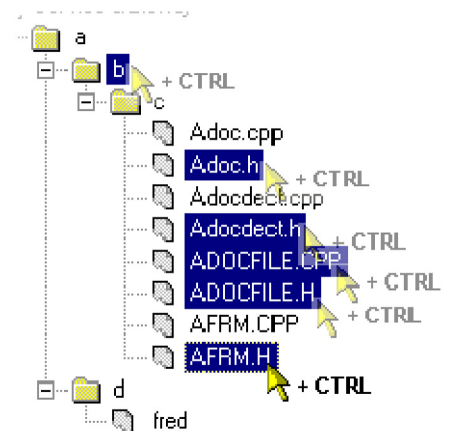 a
b + CTRL
c
Adoc.cpp
Adoc.h + CTRL
Adocdect.cpp
Adocdect.h + CTRL
ADOCFILE.CPP + CTRL
ADOCFILE.H + CTRL
AFRM.CPP
AFRM.H + CTRL
d
fred